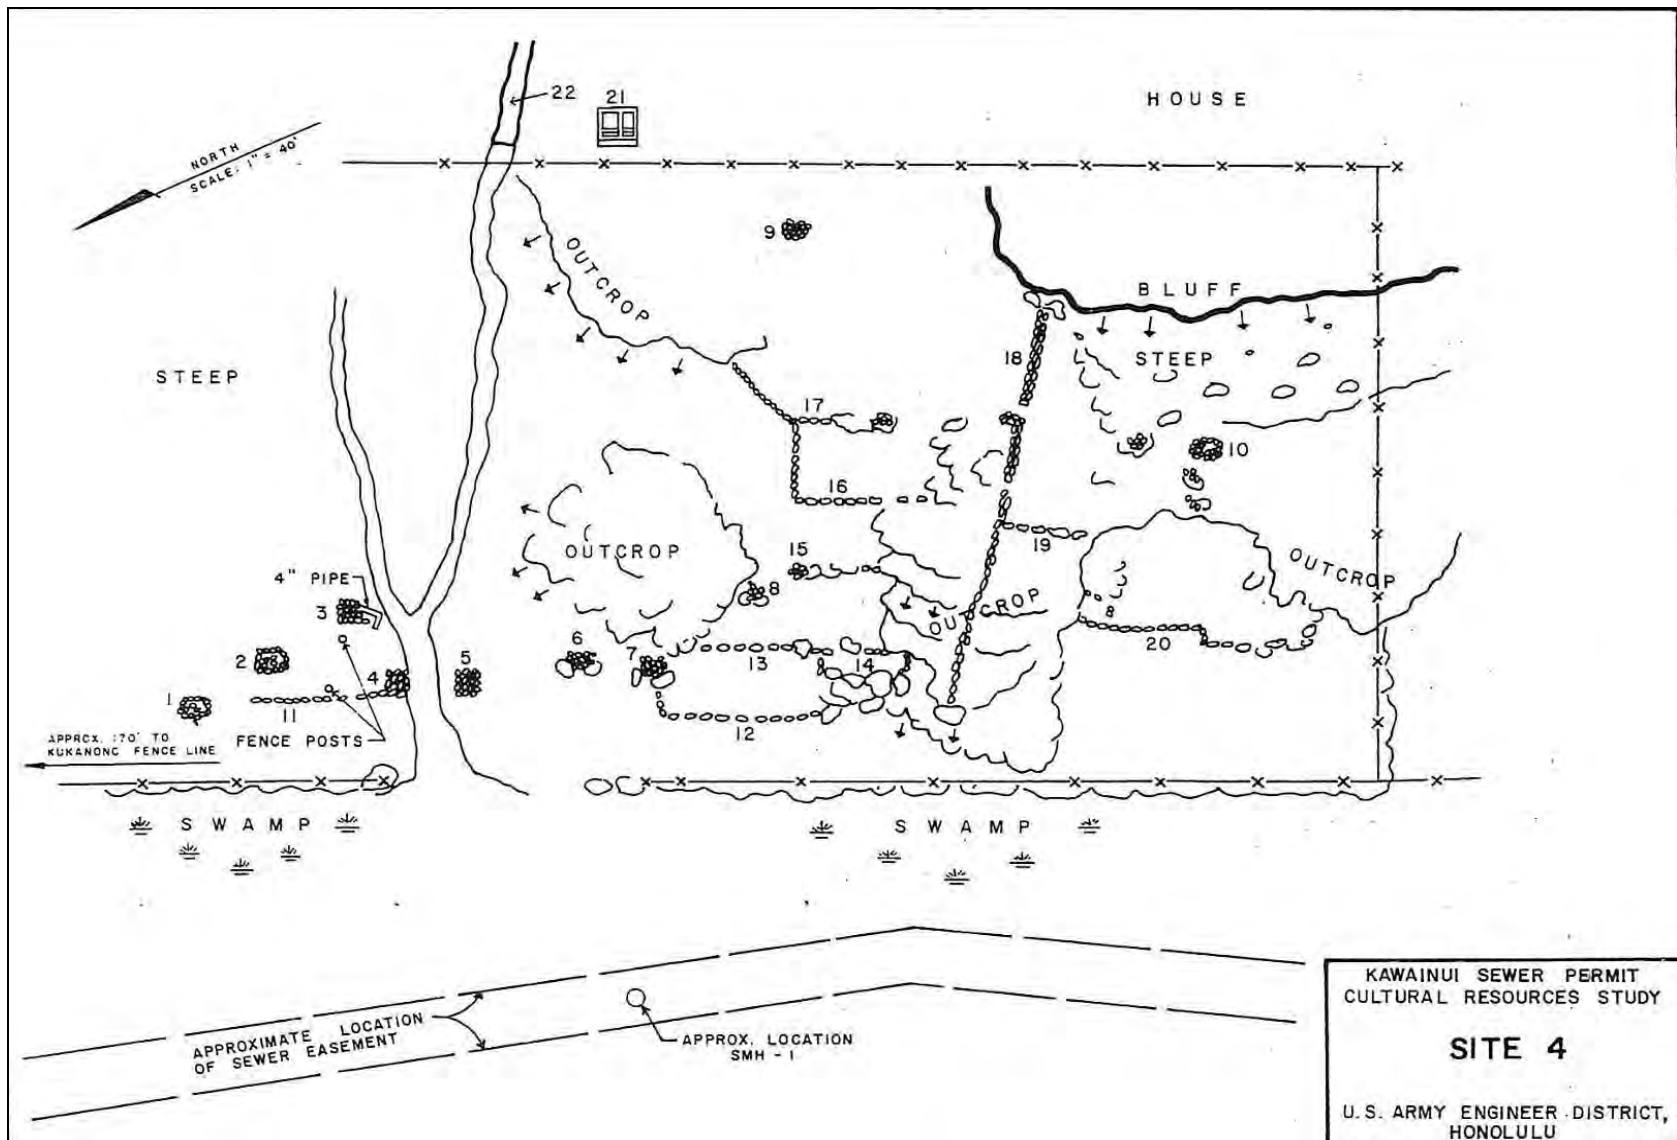 22
21
HOUSE
NORTH
SCALE: 1" = 40'
9
OUTCROP
BLUFF
18
STEEP
STEEP
17
10
16
19
OUTCROP
15
OUTCROP
4" PIPE
3
8
OUTCROP
8
20
6
2
5
7
13
14
4
1
11
12
APPRCX. 170' TO
KUKANONO FENCE LINE
FENCE POSTS
SWAMP
SWAMP
APPROXIMATE LOCATION
OF SEWER EASEMENT
APPROX. LOCATION
SMH - 1
KAWAINUI SEWER PERMIT
CULTURAL RESOURCES STUDY
SITE 4
U.S. ARMY ENGINEER DISTRICT,
HONOLULU